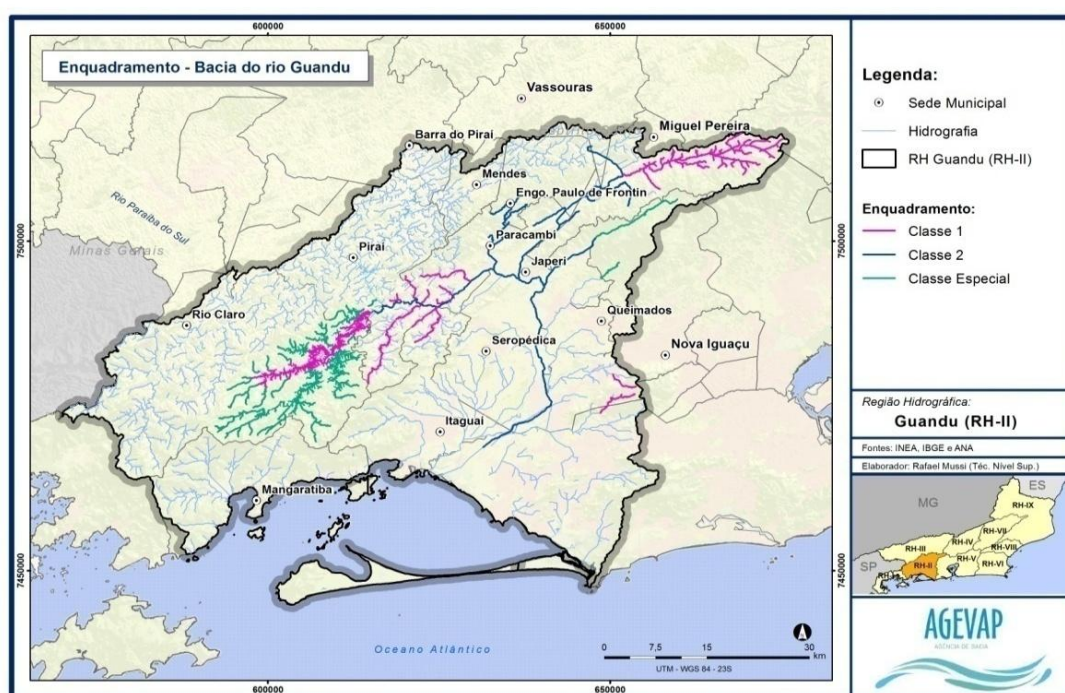 600000
650000
Enquadramento - Bacia do rio Guandu
Vassouras
Miguel Pereira
Barra do Piraí
Mendes
Engo. Paulo de Frontin
Rio Paraíba do Sul
Minas Gerais
7500000
7500000
Paracambi
Piraí
Japeri
Rio Claro
Queimados
Seropédica
Nova Iguaçu
Itaguaí
Mangaratiba
7450000
7450000
Oceano Atlântico
0 7,5 15 30
km
UTM - WGS 84 - 23S
600000
650000
Legenda:
Sede Municipal
Hidrografia
RH Guandu (RH-II)
Enquadramento:
Classe 1
Classe 2
Classe Especial
Região Hidrográfica:
Guandu (RH-II)
Fontes: INEA, IBGE e ANA
Elaborador: Rafael Mussi (Téc. Nível Sup.)
MG
ES
SP
RH-IX
RH-VII
RH-IV
RH-III
RH-VIII
RH-V
RH-II
RH-VI
AGEVAP
AGÊNCIA DE BACIA